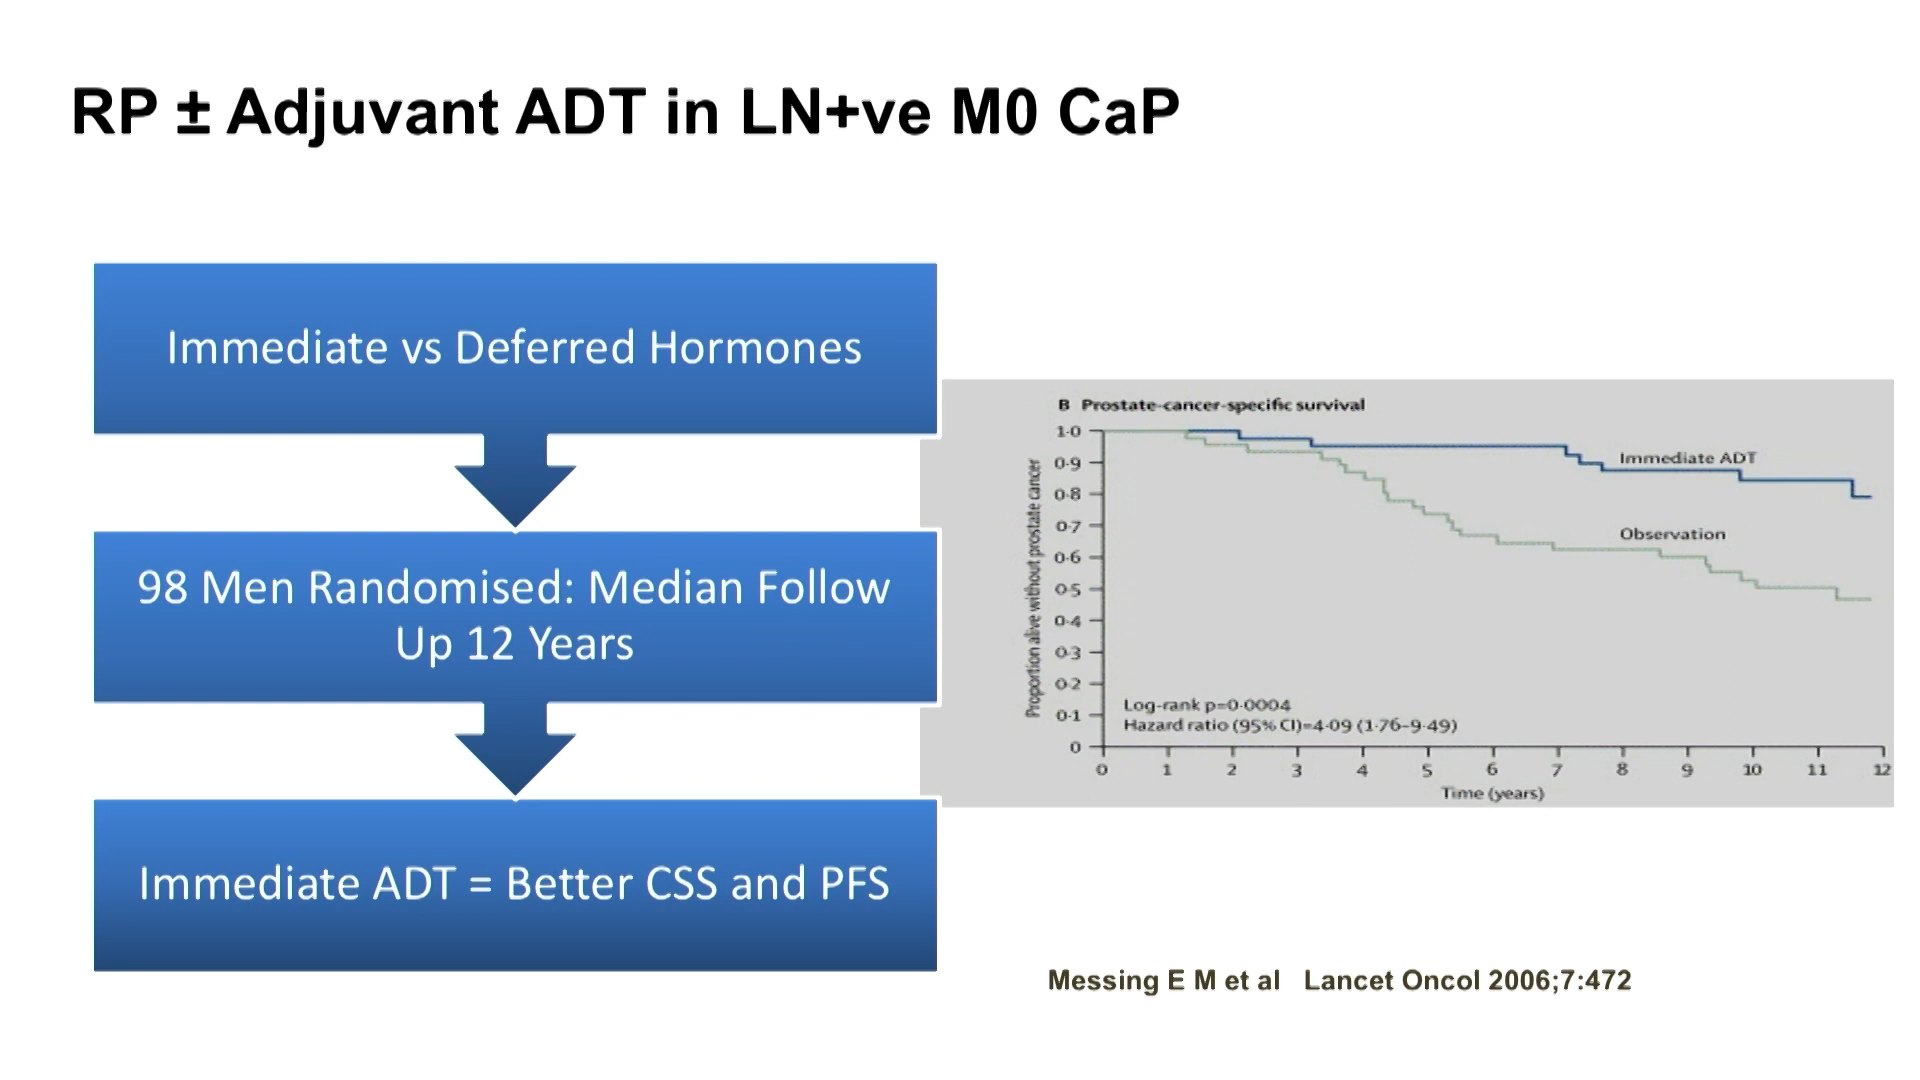 RP ± Adjuvant ADT in LN+ve M0 CaP
Immediate vs Deferred Hormones
98 Men Randomised: Median Follow
Up 12 Years
Immediate ADT = Better CSS and PFS
B Prostate-cancer-specific survival
Proportion alive without prostate cancer
1·0
0·9
0·8
0·7
0·6
0·5
0·4
0·3
0·2
0·1
0
Immediate ADT
Observation
Log-rank p=0·0004
Hazard ratio (95% CI)=4·09 (1·76–9·49)
0 1 2 3 4 5 6 7 8 9 10 11 12
Time (years)
Messing E M et al Lancet Oncol 2006;7:472